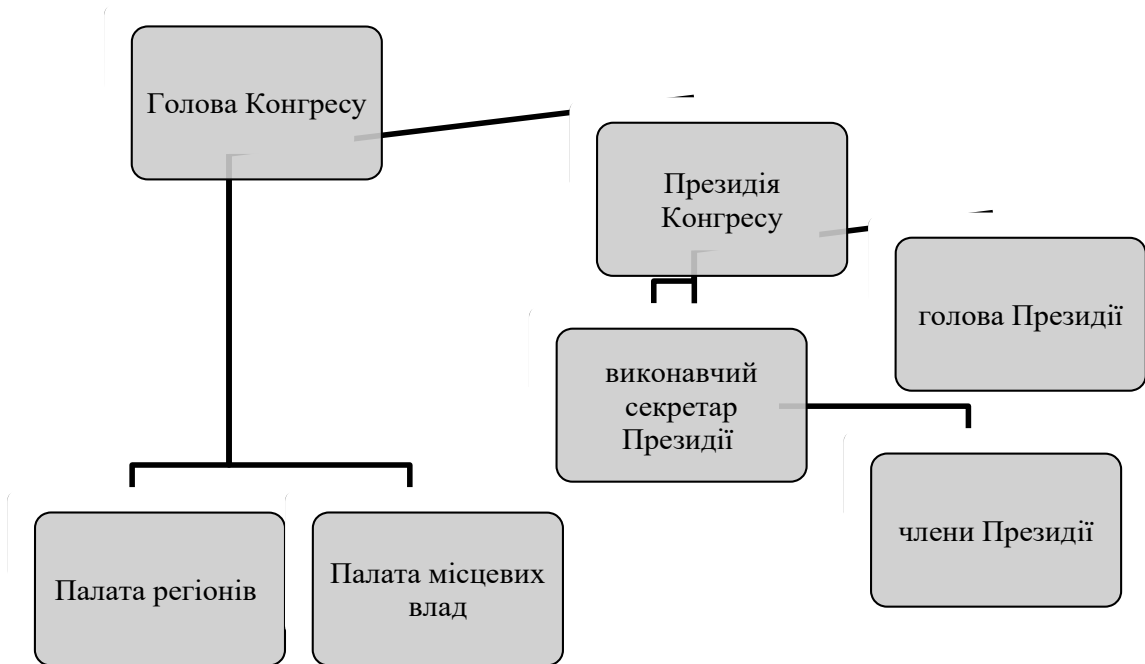 Голова Конгресу
Президія
Конгресу
голова Президії
виконавчий
секретар
Президії
члени Президії
Палата регіонів
Палата місцевих
влад